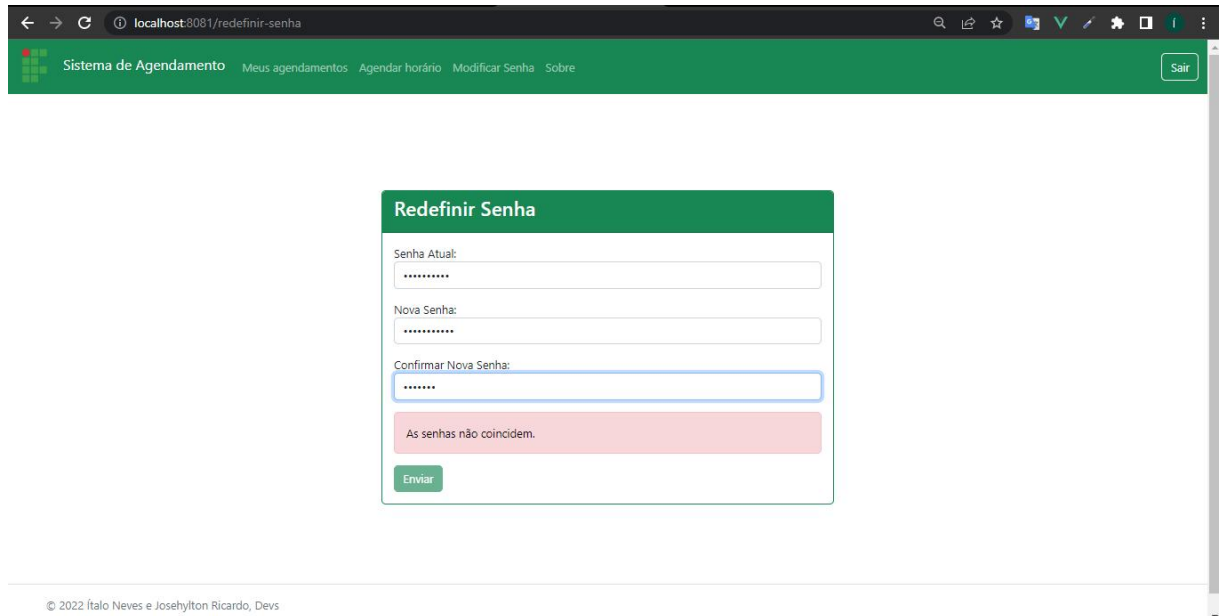 localhost:8081/redefinir-senha
Sistema de Agendamento Meus agendamentos Agendar horário Modificar Senha Sobre Sair
Redefinir Senha
Senha Atual:
••••••••••
Nova Senha:
•••••••••••
Confirmar Nova Senha:
•••••••
As senhas não coincidem.
Enviar
© 2022 Ítalo Neves e Josehylton Ricardo, Devs